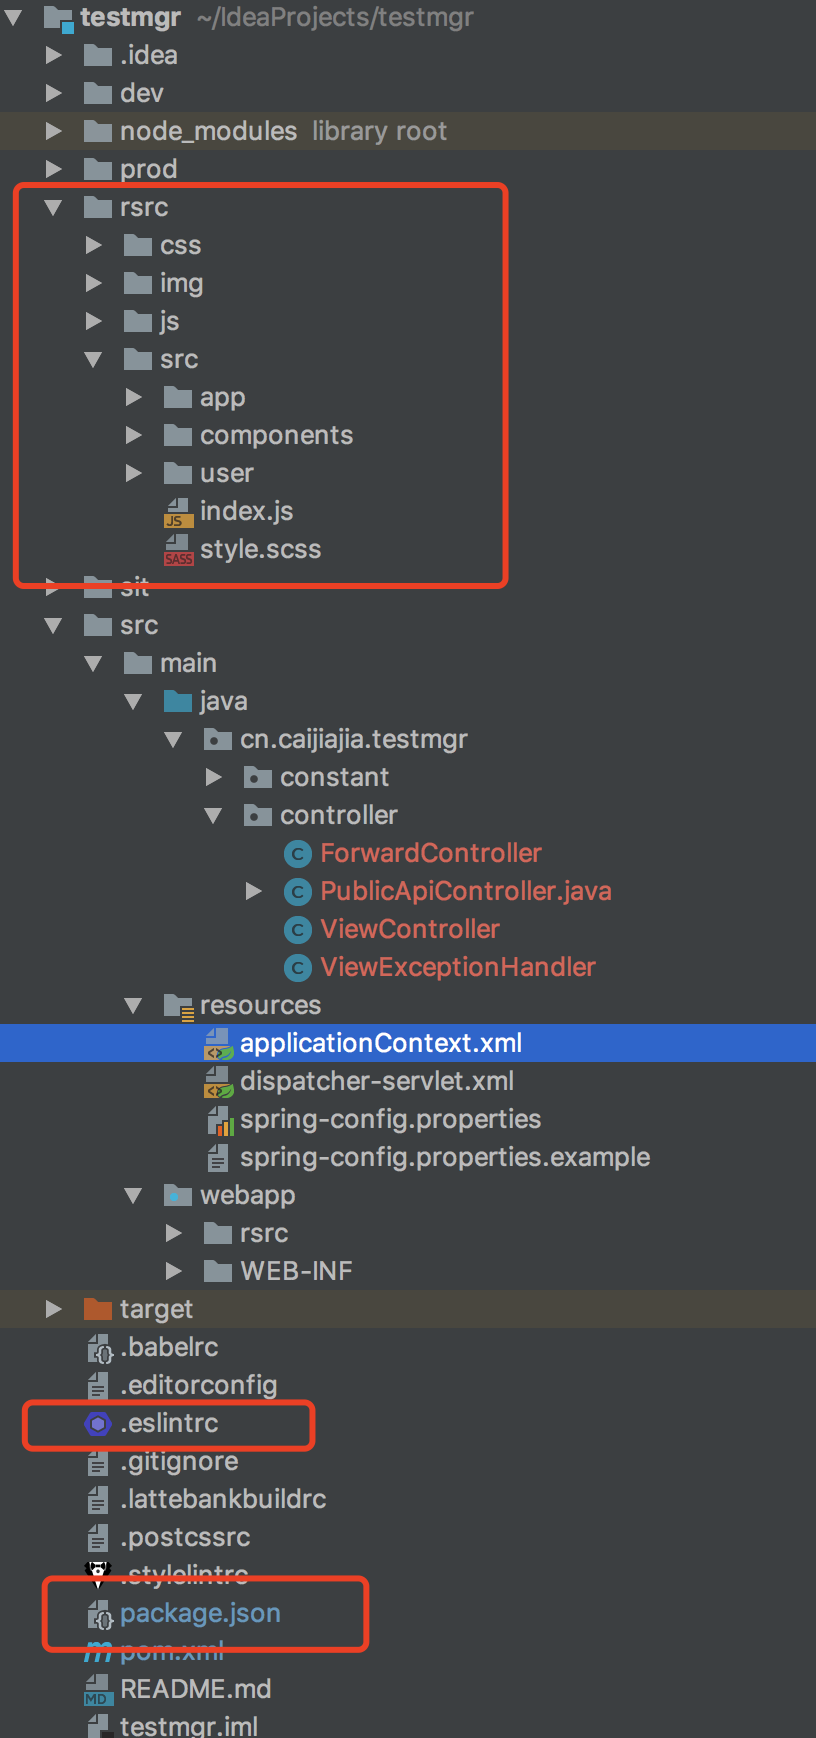 testmgr ~/IdeaProjects/testmgr
.idea
dev
node_modules library root
prod
rsrc
css
img
js
src
app
components
user
JS index.js
SASS style.scss
sit
src
main
java
cn.caijiajia.testmgr
constant
controller
C ForwardController
C PublicApiController.java
C ViewController
C ViewExceptionHandler
resources
applicationContext.xml
dispatcher-servlet.xml
spring-config.properties
spring-config.properties.example
webapp
rsrc
WEB-INF
target
.babelrc
.editorconfig
.eslintrc
.gitignore
.lattebankbuildrc
.postcssrc
.stylelintrc
package.json
m pom.xml
MD README.md
testmgr.iml